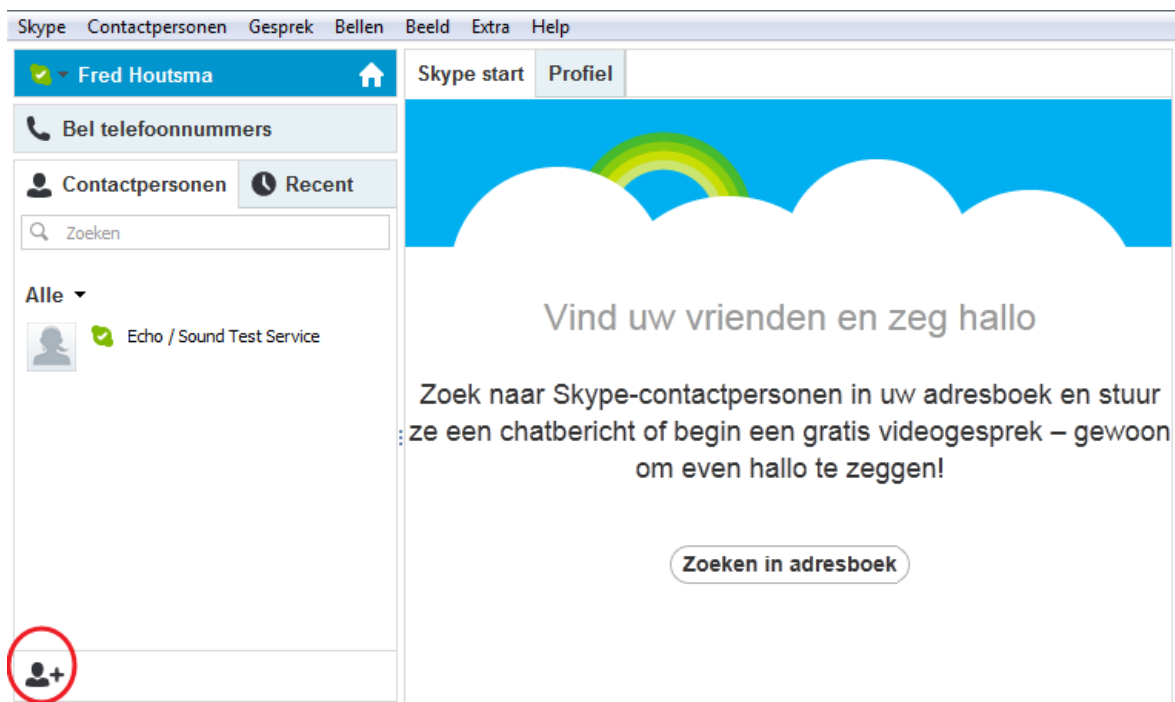 Skype Contactpersonen Gesprek Bellen Beeld Extra Help
Fred Houtsma
Bel telefoonnummers
Contactpersonen Recent
Zoeken
Alle
Echo / Sound Test Service
Skype start Profiel
Vind uw vrienden en zeg hallo
Zoek naar Skype-contactpersonen in uw adresboek en stuur
ze een chatbericht of begin een gratis videogesprek – gewoon
om even hallo te zeggen!
Zoeken in adresboek